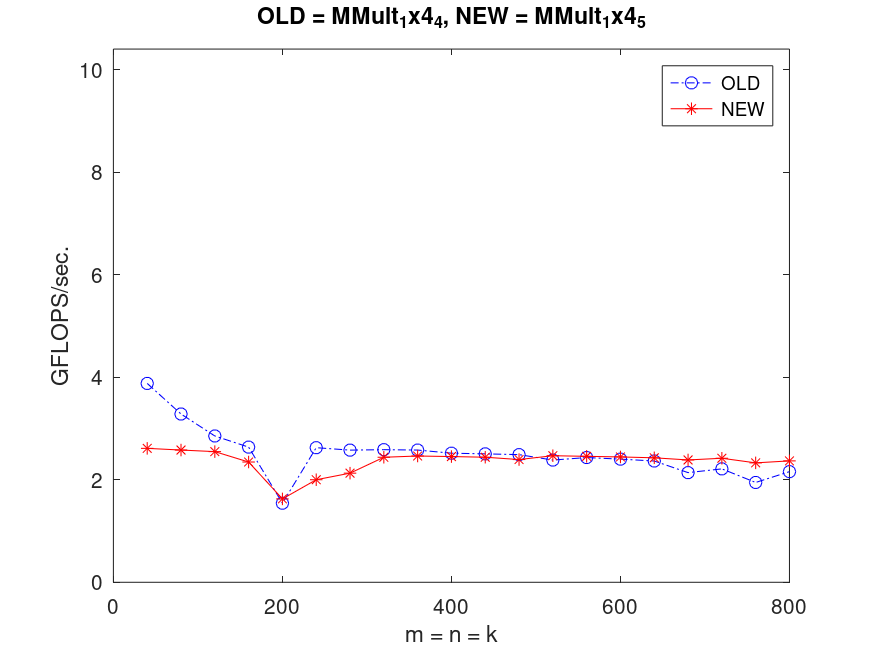 OLD = MMult₁x4₄, NEW = MMult₁x4₅
OLD
NEW
10
8
6
4
2
0
GFLOPS/sec.
0 200 400 600 800
m = n = k